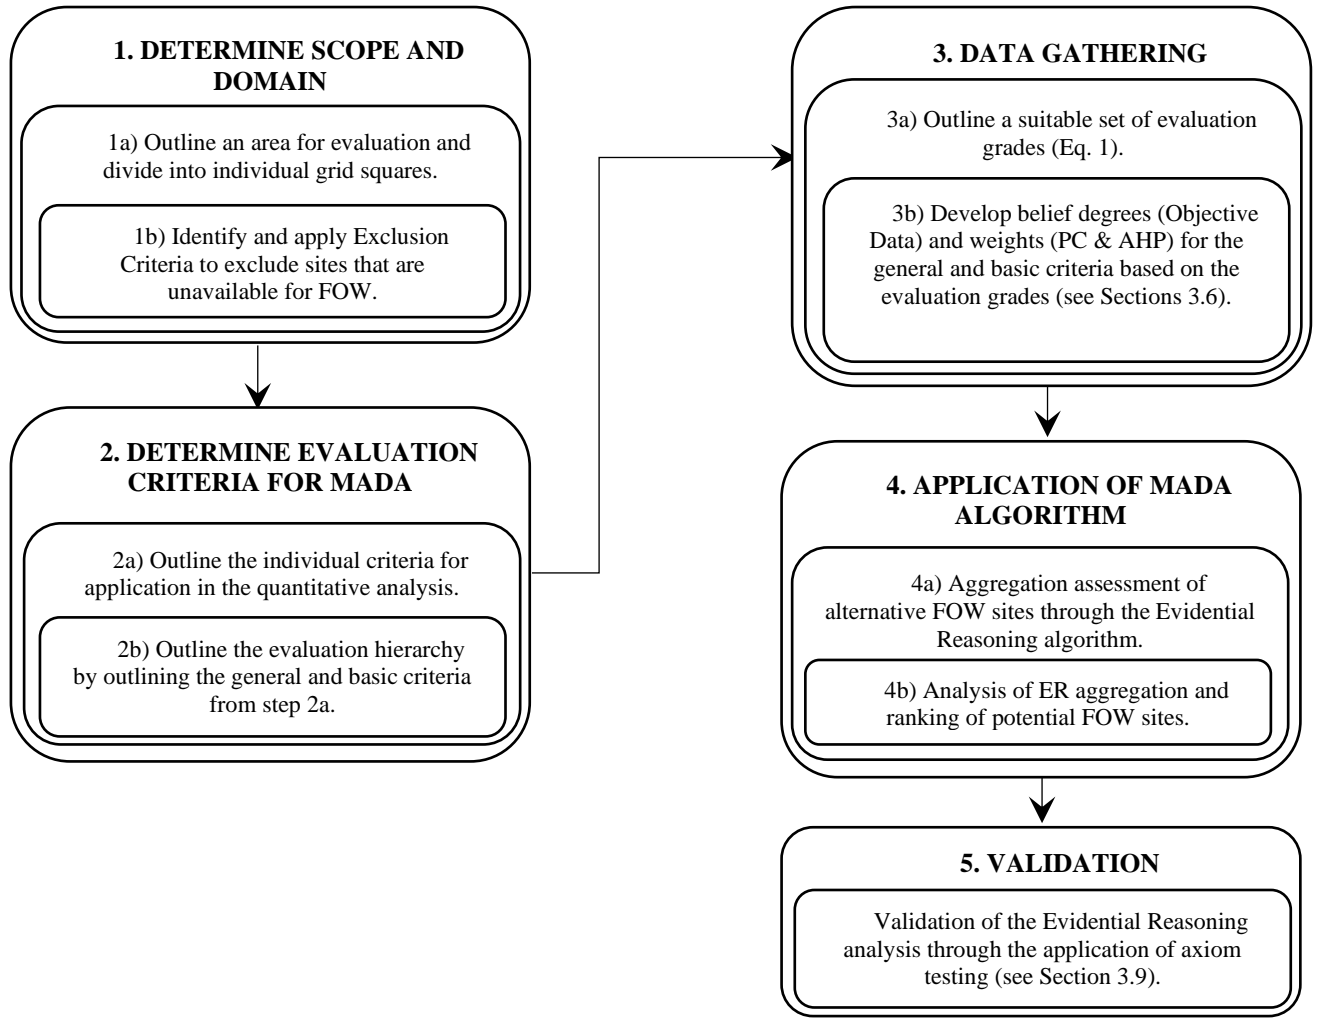 1. DETERMINE SCOPE AND
DOMAIN
1a) Outline an area for evaluation and
divide into individual grid squares.
1b) Identify and apply Exclusion
Criteria to exclude sites that are
unavailable for FOW.
2. DETERMINE EVALUATION
CRITERIA FOR MADA
2a) Outline the individual criteria for
application in the quantitative analysis.
2b) Outline the evaluation hierarchy
by outlining the general and basic criteria
from step 2a.
3. DATA GATHERING
3a) Outline a suitable set of evaluation
grades (Eq. 1).
3b) Develop belief degrees (Objective
Data) and weights (PC & AHP) for the
general and basic criteria based on the
evaluation grades (see Sections 3.6).
4. APPLICATION OF MADA
ALGORITHM
4a) Aggregation assessment of
alternative FOW sites through the Evidential
Reasoning algorithm.
4b) Analysis of ER aggregation and
ranking of potential FOW sites.
5. VALIDATION
Validation of the Evidential Reasoning
analysis through the application of axiom
testing (see Section 3.9).